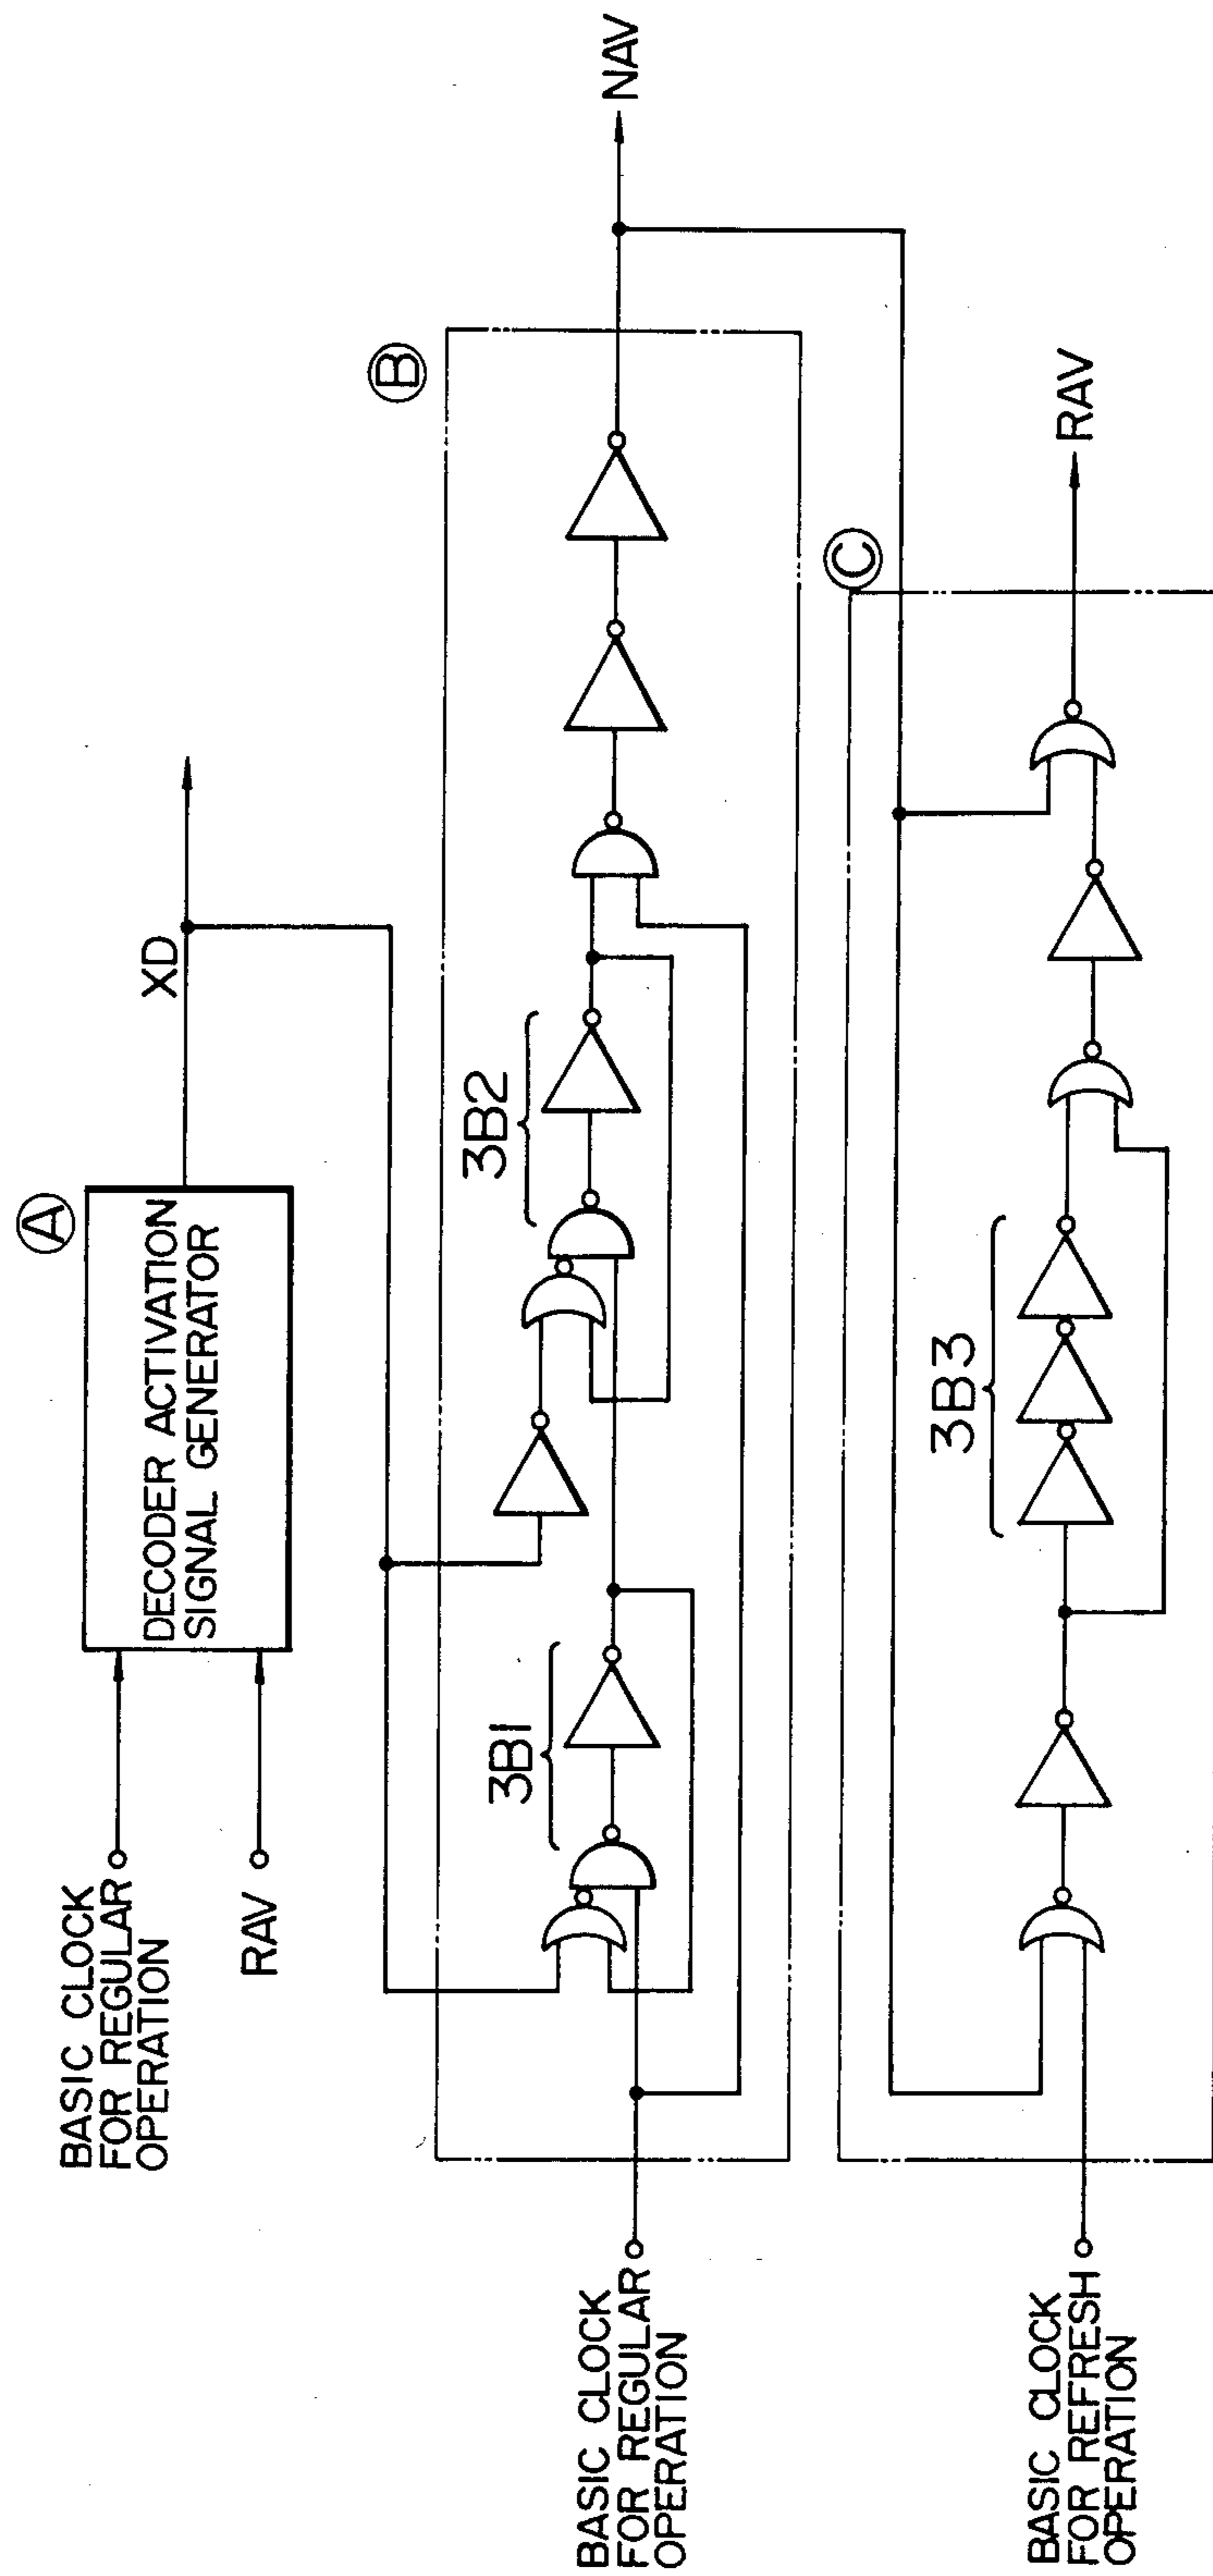 BASIC CLOCK
FOR REGULAR
OPERATION
RAV
A
DECODER ACTIVATION
SIGNAL GENERATOR
XD
BASIC CLOCK
FOR REGULAR
OPERATION
3B1
3B2
B
NAV
BASIC CLOCK
FOR REFRESH
OPERATION
3B3
C
RAV